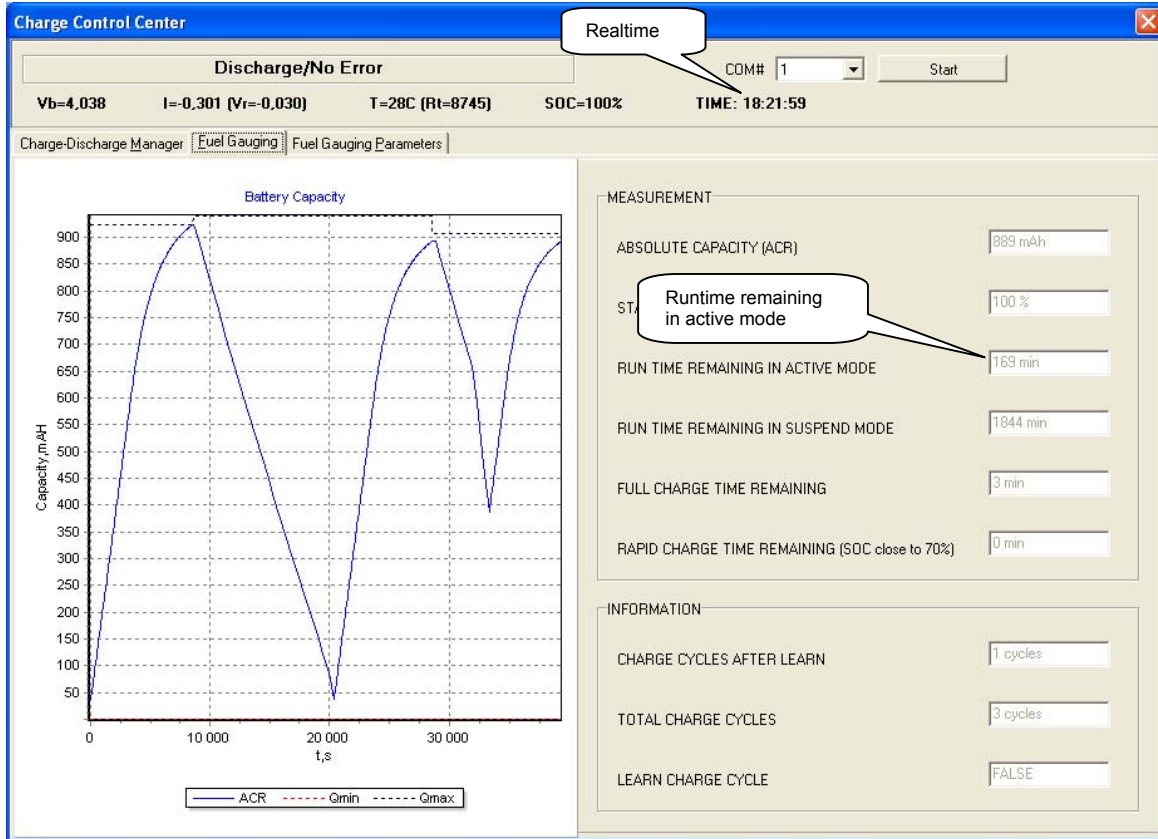 Charge Control Center
Realtime
Discharge/No Error
COM# 1 Start
Vb=4,038 I=-0,301 (Vr=-0,030) T=28C (Rt=8745) SOC=100% TIME: 18:21:59
Charge-Discharge Manager Fuel Gauging Fuel Gauging Parameters
Battery Capacity
900
850
800
750
700
650
600
550
500
450
400
350
300
250
200
150
100
50
Capacity,mAH
0 10 000 20 000 30 000
t,s
ACR Qmin Qmax
MEASUREMENT
ABSOLUTE CAPACITY (ACR) 889 mAh
STA 100 %
Runtime remaining
in active mode
RUN TIME REMAINING IN ACTIVE MODE 169 min
RUN TIME REMAINING IN SUSPEND MODE 1844 min
FULL CHARGE TIME REMAINING 3 min
RAPID CHARGE TIME REMAINING (SOC close to 70%) 0 min
INFORMATION
CHARGE CYCLES AFTER LEARN 1 cycles
TOTAL CHARGE CYCLES 3 cycles
LEARN CHARGE CYCLE FALSE